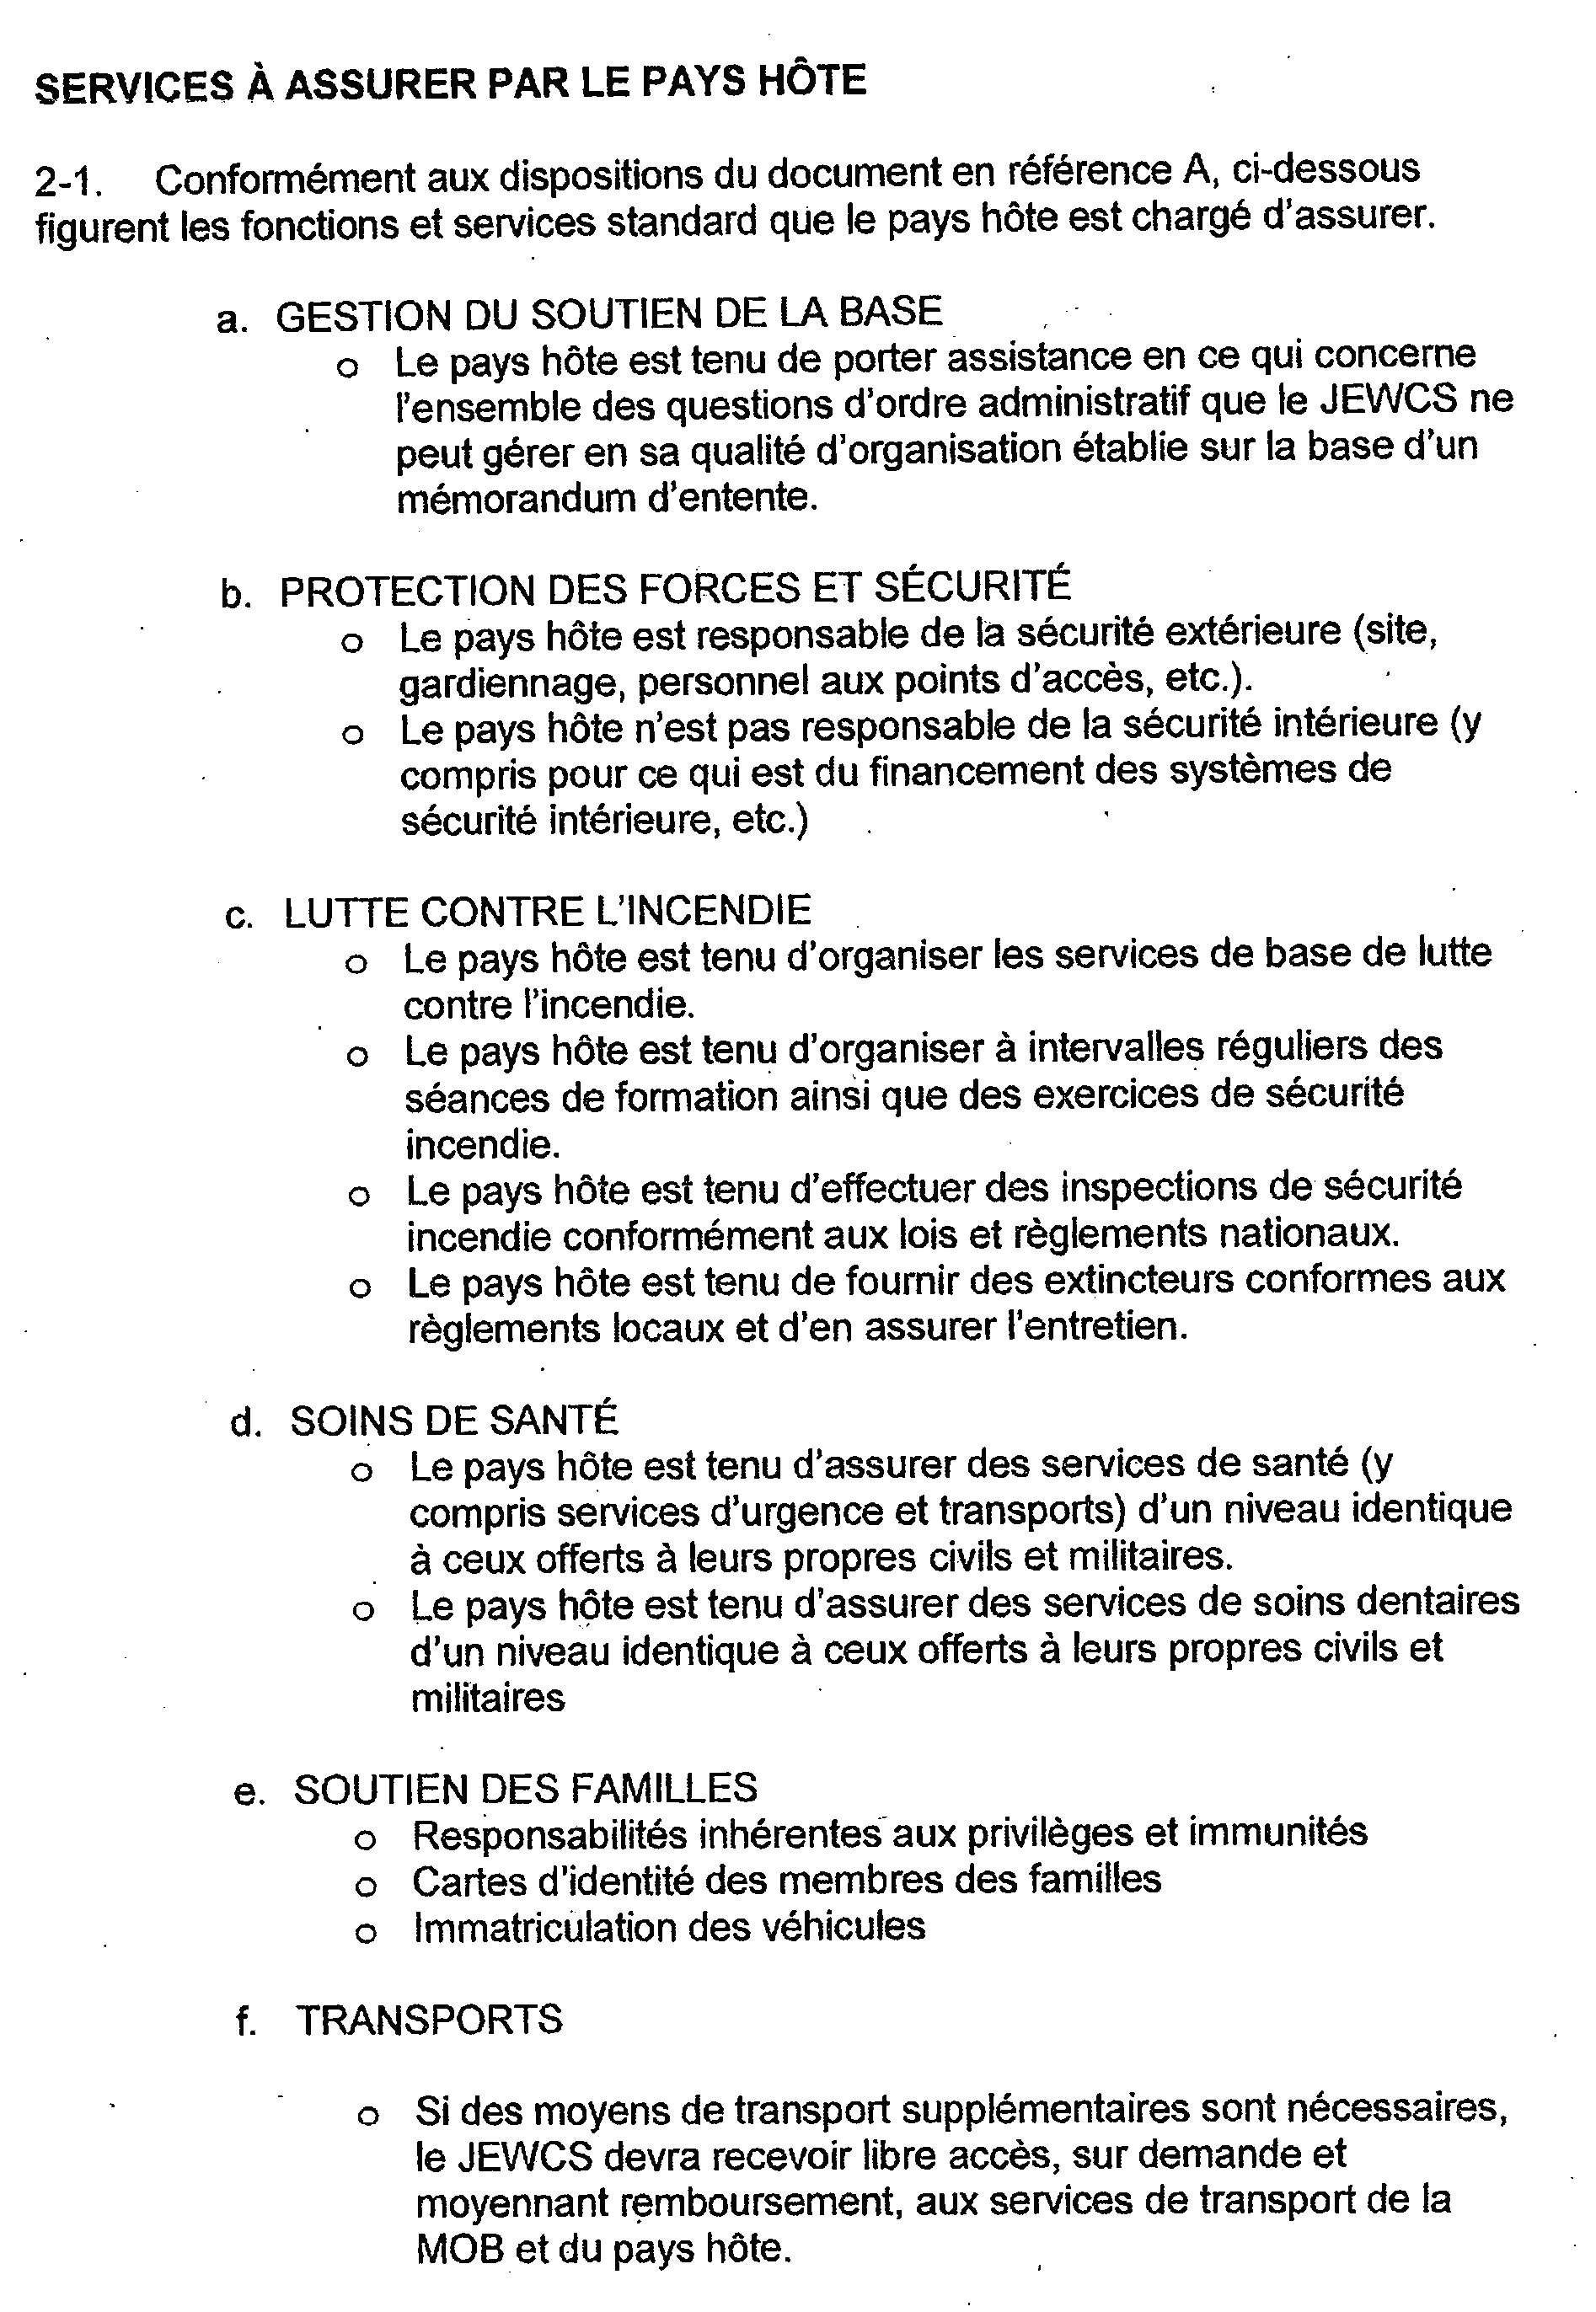 SERVICES À ASSURER PAR LE PAYS HÔTE
2-1. Conformément aux dispositions du document en référence A, ci-dessous
figurent les fonctions et services standard que le pays hôte est chargé d'assurer.
a. GESTION DU SOUTIEN DE LA BASE
o Le pays hôte est tenu de porter assistance en ce qui concerne
l'ensemble des questions d'ordre administratif que le JEWCS ne
peut gérer en sa qualité d'organisation établie sur la base d'un
mémorandum d'entente.
b. PROTECTION DES FORCES ET SÉCURITÉ
o Le pays hôte est responsable de la sécurité extérieure (site,
gardiennage, personnel aux points d'accès, etc.).
o Le pays hôte n'est pas responsable de la sécurité intérieure (y
compris pour ce qui est du financement des systèmes de
sécurité intérieure, etc.)
c. LUTTE CONTRE L'INCENDIE
o Le pays hôte est tenu d'organiser les services de base de lutte
contre l'incendie.
o Le pays hôte est tenu d'organiser à intervalles réguliers des
séances de formation ainsi que des exercices de sécurité
incendie.
o Le pays hôte est tenu d'effectuer des inspections de sécurité
incendie conformément aux lois et règlements nationaux.
o Le pays hôte est tenu de fournir des extincteurs conformes aux
règlements locaux et d'en assurer l'entretien.
d. SOINS DE SANTÉ
o Le pays hôte est tenu d'assurer des services de santé (y
compris services d'urgence et transports) d'un niveau identique
à ceux offerts à leurs propres civils et militaires.
o Le pays hôte est tenu d'assurer des services de soins dentaires
d'un niveau identique à ceux offerts à leurs propres civils et
militaires
e. SOUTIEN DES FAMILLES
o Responsabilités inhérentes aux privilèges et immunités
o Cartes d'identité des membres des familles
o Immatriculation des véhicules
f. TRANSPORTS
o Si des moyens de transport supplémentaires sont nécessaires,
le JEWCS devra recevoir libre accès, sur demande et
moyennant remboursement, aux services de transport de la
MOB et du pays hôte.